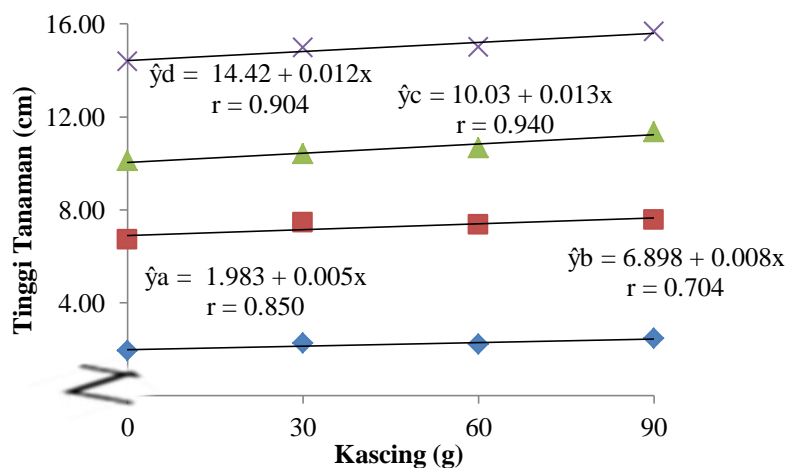 16.00
12.00
8.00
4.00
Tinggi Tanaman (cm)
ŷd = 14.42 + 0.012x
r = 0.904
ŷc = 10.03 + 0.013x
r = 0.940
ŷa = 1.983 + 0.005x
r = 0.850
ŷb = 6.898 + 0.008x
r = 0.704
0 30 60 90
Kascing (g)